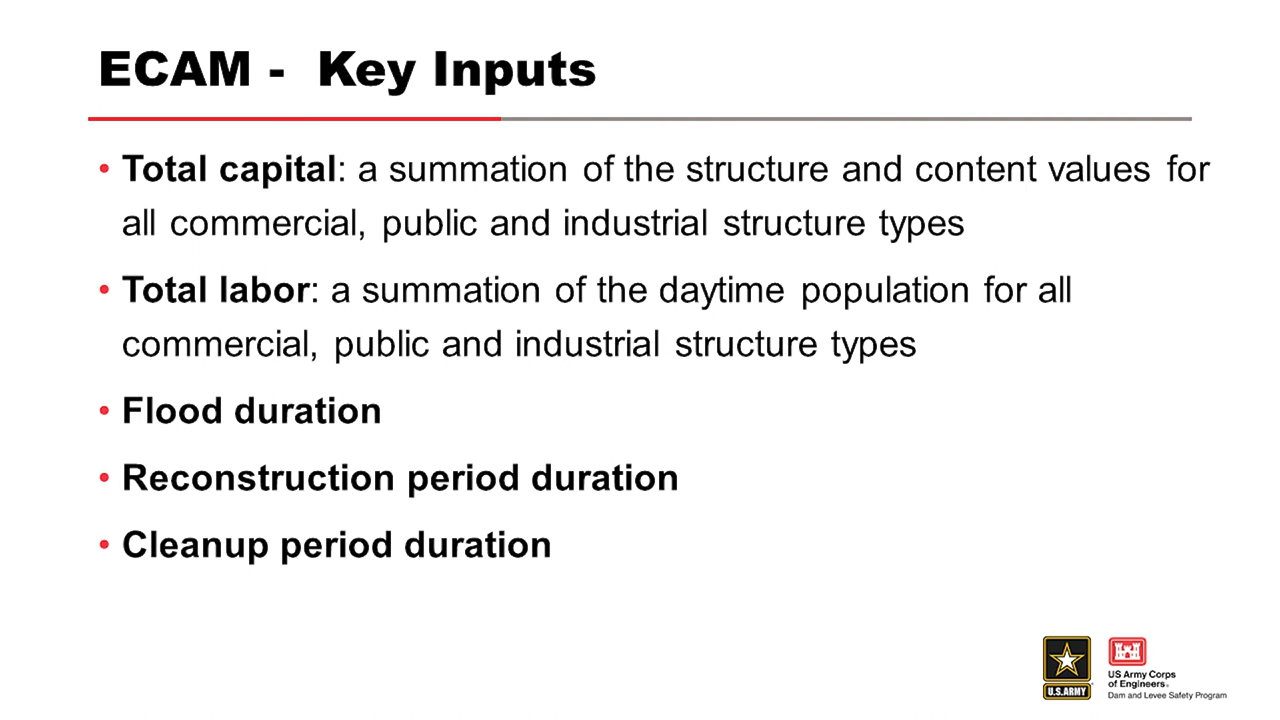 ECAM - Key Inputs
• Total capital: a summation of the structure and content values for
all commercial, public and industrial structure types
• Total labor: a summation of the daytime population for all
commercial, public and industrial structure types
• Flood duration
• Reconstruction period duration
• Cleanup period duration
U.S.ARMY
US Army Corps
of Engineers®
Dam and Levee Safety Program